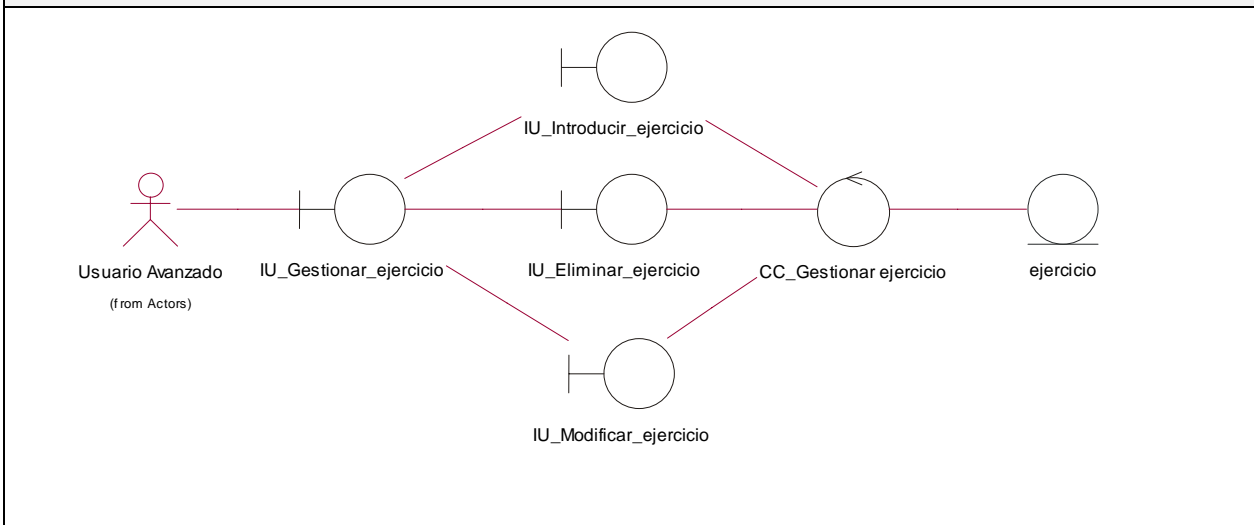 IU_Introducir_ejercicio
Usuario Avanzado
(from Actors)
IU_Gestionar_ejercicio
IU_Eliminar_ejercicio
CC_Gestionar ejercicio
ejercicio
IU_Modificar_ejercicio